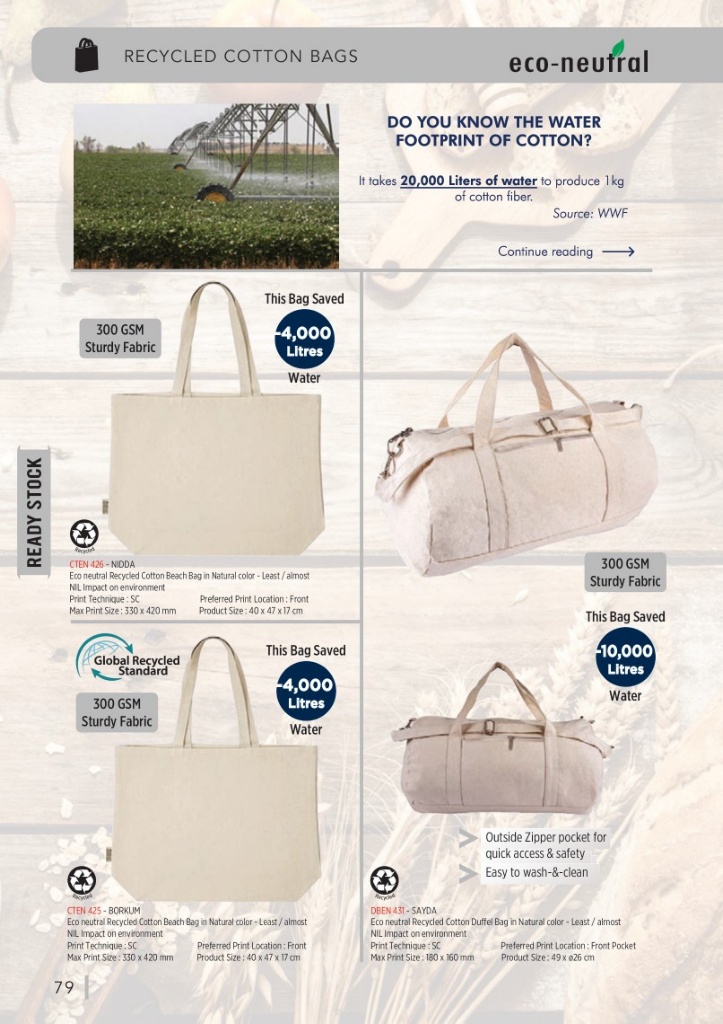 RECYCLED COTTON BAGS
eco-neutral
DO YOU KNOW THE WATER
FOOTPRINT OF COTTON?
It takes 20,000 Liters of water to produce 1kg
of cotton fiber.
Source: WWF
Continue reading
READY STOCK
300 GSM
Sturdy Fabric
This Bag Saved
-4,000
Litres
Water
Recycled
CTEN 426 - NIDDA
Eco neutral Recycled Cotton Beach Bag in Natural color - Least / almost
NIL Impact on environment
Print Technique : SC Preferred Print Location : Front
Max Print Size : 330 x 420 mm Product Size : 40 x 47 x 17 cm
Global Recycled
Standard
300 GSM
Sturdy Fabric
This Bag Saved
-4,000
Litres
Water
Recycled
CTEN 425 - BORKUM
Eco neutral Recycled Cotton Beach Bag in Natural color - Least / almost
NIL Impact on environment
Print Technique : SC Preferred Print Location : Front
Max Print Size : 330 x 420 mm Product Size : 40 x 47 x 17 cm
300 GSM
Sturdy Fabric
This Bag Saved
-10,000
Litres
Water
Outside Zipper pocket for
quick access & safety
Easy to wash-&-clean
Recycled
DBEN 431 - SAYDA
Eco neutral Recycled Cotton Duffel Bag in Natural color - Least / almost
NIL Impact on environment
Print Technique : SC Preferred Print Location : Front Pocket
Max Print Size : 180 x 160 mm Product Size : 49 x ø26 cm
79